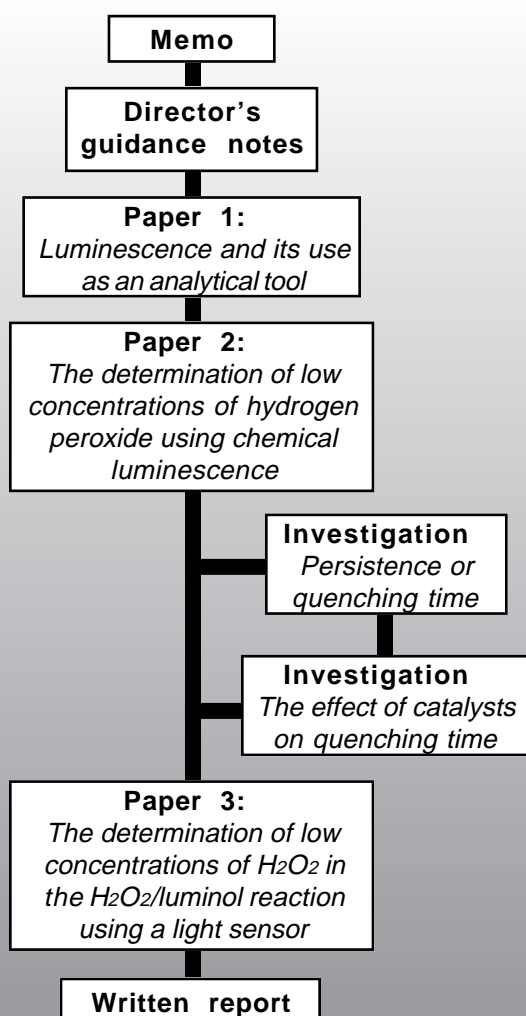 Memo
Director's
guidance notes
Paper 1:
Luminescence and its use
as an analytical tool
Paper 2:
The determination of low
concentrations of hydrogen
peroxide using chemical
luminescence
Investigation
Persistence or
quenching time
Investigation
The effect of catalysts
on quenching time
Paper 3:
The determination of low
concentrations of H2O2 in
the H2O2/luminol reaction
using a light sensor
Written report